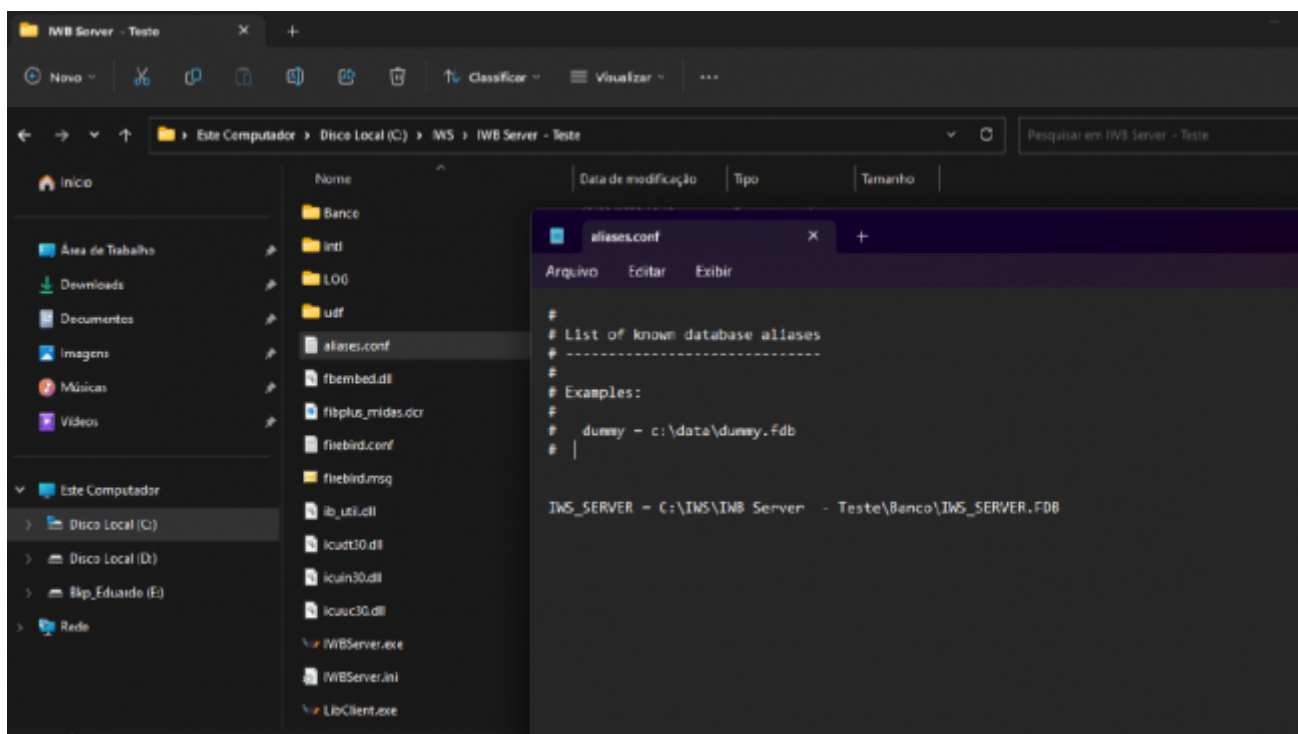 IWB Server - Teste
Novo
Classificar
Visualizar
Este Computador > Disco Local (C:) > IWS > IWB Server - Teste
Pesquisar em IWB Server - Teste
Início
Área de Trabalho
Downloads
Documentos
Imagens
Músicas
Vídeos
Este Computador
Disco Local (C:)
Disco Local (D:)
Bkp_Eduardo (E:)
Rede
Nome
Data de modificação
Tipo
Tamanho
Banco
intl
LOG
udf
aliases.conf
fbembed.dll
fibplus_midas.dcr
firebird.conf
firebird.msg
ib_util.dll
icudt30.dll
icuin30.dll
icuuc30.dll
IWBServer.exe
IWBServer.ini
LibClient.exe
aliases.conf
Arquivo Editar Exibir
#
# List of known database aliases
# ------------------------------
#
# Examples:
#
# dummy = c:\data\dummy.fdb
#
IWS_SERVER = C:\IWS\IWB Server - Teste\Banco\IWS_SERVER.FDB